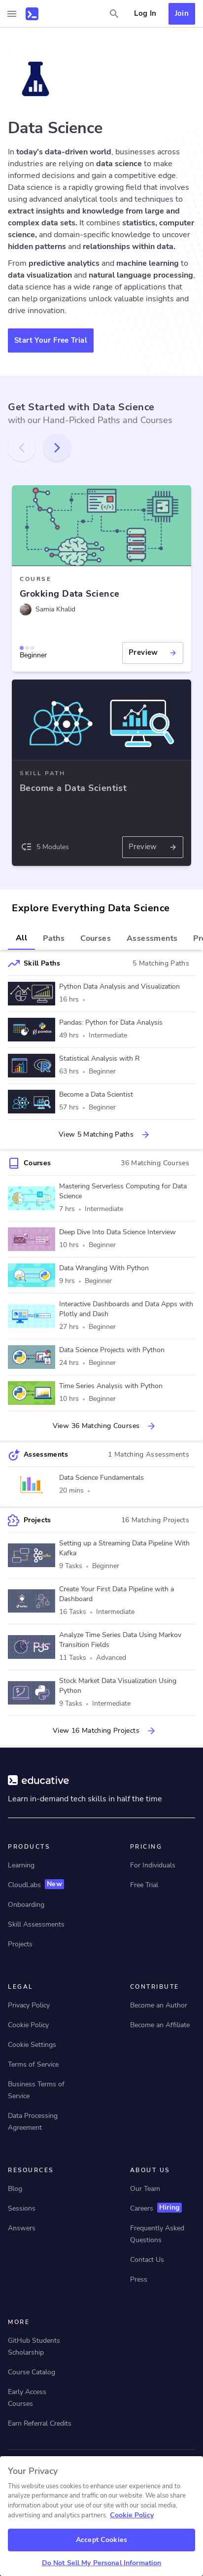 Log In
Join
Data Science
In today's data-driven world, businesses across
industries are relying on data science to make
informed decisions and gain a competitive edge.
Data science is a rapidly growing field that involves
using advanced analytical tools and techniques to
extract insights and knowledge from large and
complex data sets. It combines statistics, computer
science, and domain-specific knowledge to uncover
hidden patterns and relationships within data.
From predictive analytics and machine learning to
data visualization and natural language processing,
data science has a wide range of applications that
can help organizations unlock valuable insights and
drive innovation.
Start Your Free Trial
Get Started with Data Science
with our Hand-Picked Paths and Courses
COURSE
Grokking Data Science
Samia Khalid
Beginner
Preview
SKILL PATH
Become a Data Scientist
5 Modules
Preview
Explore Everything Data Science
All
Paths
Courses
Assessments
Pr
Skill Paths
5 Matching Paths
Python Data Analysis and Visualization
16 hrs
Pandas: Python for Data Analysis
49 hrs • Intermediate
Statistical Analysis with R
63 hrs • Beginner
Become a Data Scientist
57 hrs • Beginner
View 5 Matching Paths
Courses
36 Matching Courses
Mastering Serverless Computing for Data
Science
7 hrs • Intermediate
Deep Dive Into Data Science Interview
10 hrs • Beginner
Data Wrangling With Python
9 hrs • Beginner
Interactive Dashboards and Data Apps with
Plotly and Dash
27 hrs • Beginner
Data Science Projects with Python
24 hrs • Beginner
Time Series Analysis with Python
10 hrs • Beginner
View 36 Matching Courses
Assessments
1 Matching Assessments
Data Science Fundamentals
20 mins •
Projects
16 Matching Projects
Setting up a Streaming Data Pipeline With
Kafka
9 Tasks • Beginner
Create Your First Data Pipeline with a
Dashboard
16 Tasks • Intermediate
Analyze Time Series Data Using Markov
Transition Fields
11 Tasks • Advanced
Stock Market Data Visualization Using
Python
9 Tasks • Intermediate
View 16 Matching Projects
educative
Learn in-demand tech skills in half the time
PRODUCTS
Learning
CloudLabs New
Onboarding
Skill Assessments
Projects
PRICING
For Individuals
Free Trial
LEGAL
Privacy Policy
Cookie Policy
Cookie Settings
Terms of Service
Business Terms of
Service
Data Processing
Agreement
CONTRIBUTE
Become an Author
Become an Affiliate
RESOURCES
Blog
Sessions
Answers
ABOUT US
Our Team
Careers Hiring
Frequently Asked
Questions
Contact Us
Press
MORE
GitHub Students
Scholarship
Course Catalog
Early Access
Courses
Earn Referral Credits
Your Privacy
This website uses cookies to enhance user experience and to
analyze performance and traffic on our website. We also share
information about your use of our site with our social media,
advertising and analytics partners. Cookie Policy
Accept Cookies
Do Not Sell My Personal Information